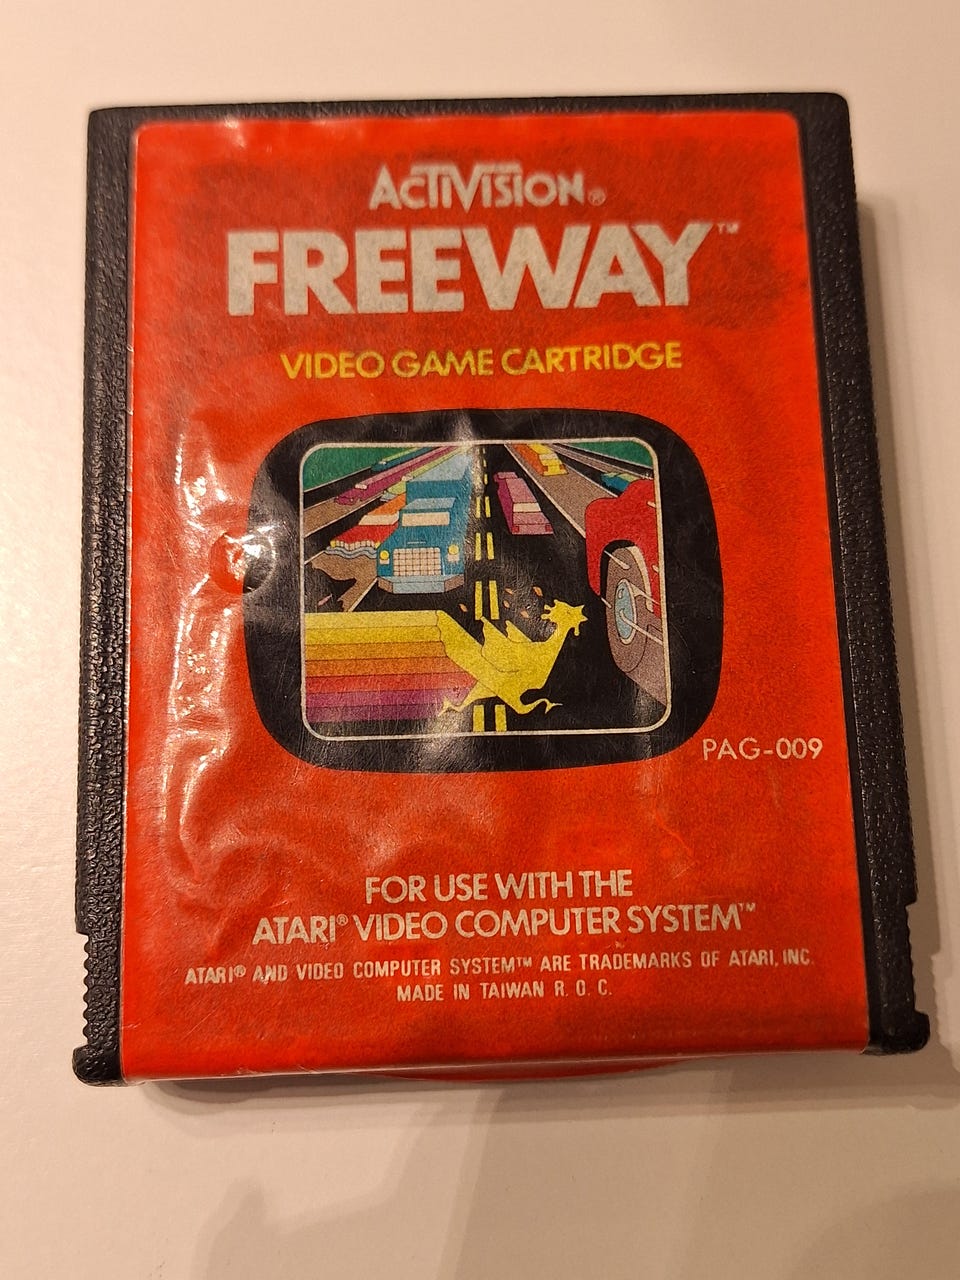 ACTIVISION®
FREEWAY™
VIDEO GAME CARTRIDGE
PAG-009
FOR USE WITH THE
ATARI® VIDEO COMPUTER SYSTEM™
ATARI® AND VIDEO COMPUTER SYSTEM™ ARE TRADEMARKS OF ATARI, INC.
MADE IN TAIWAN R. O. C.